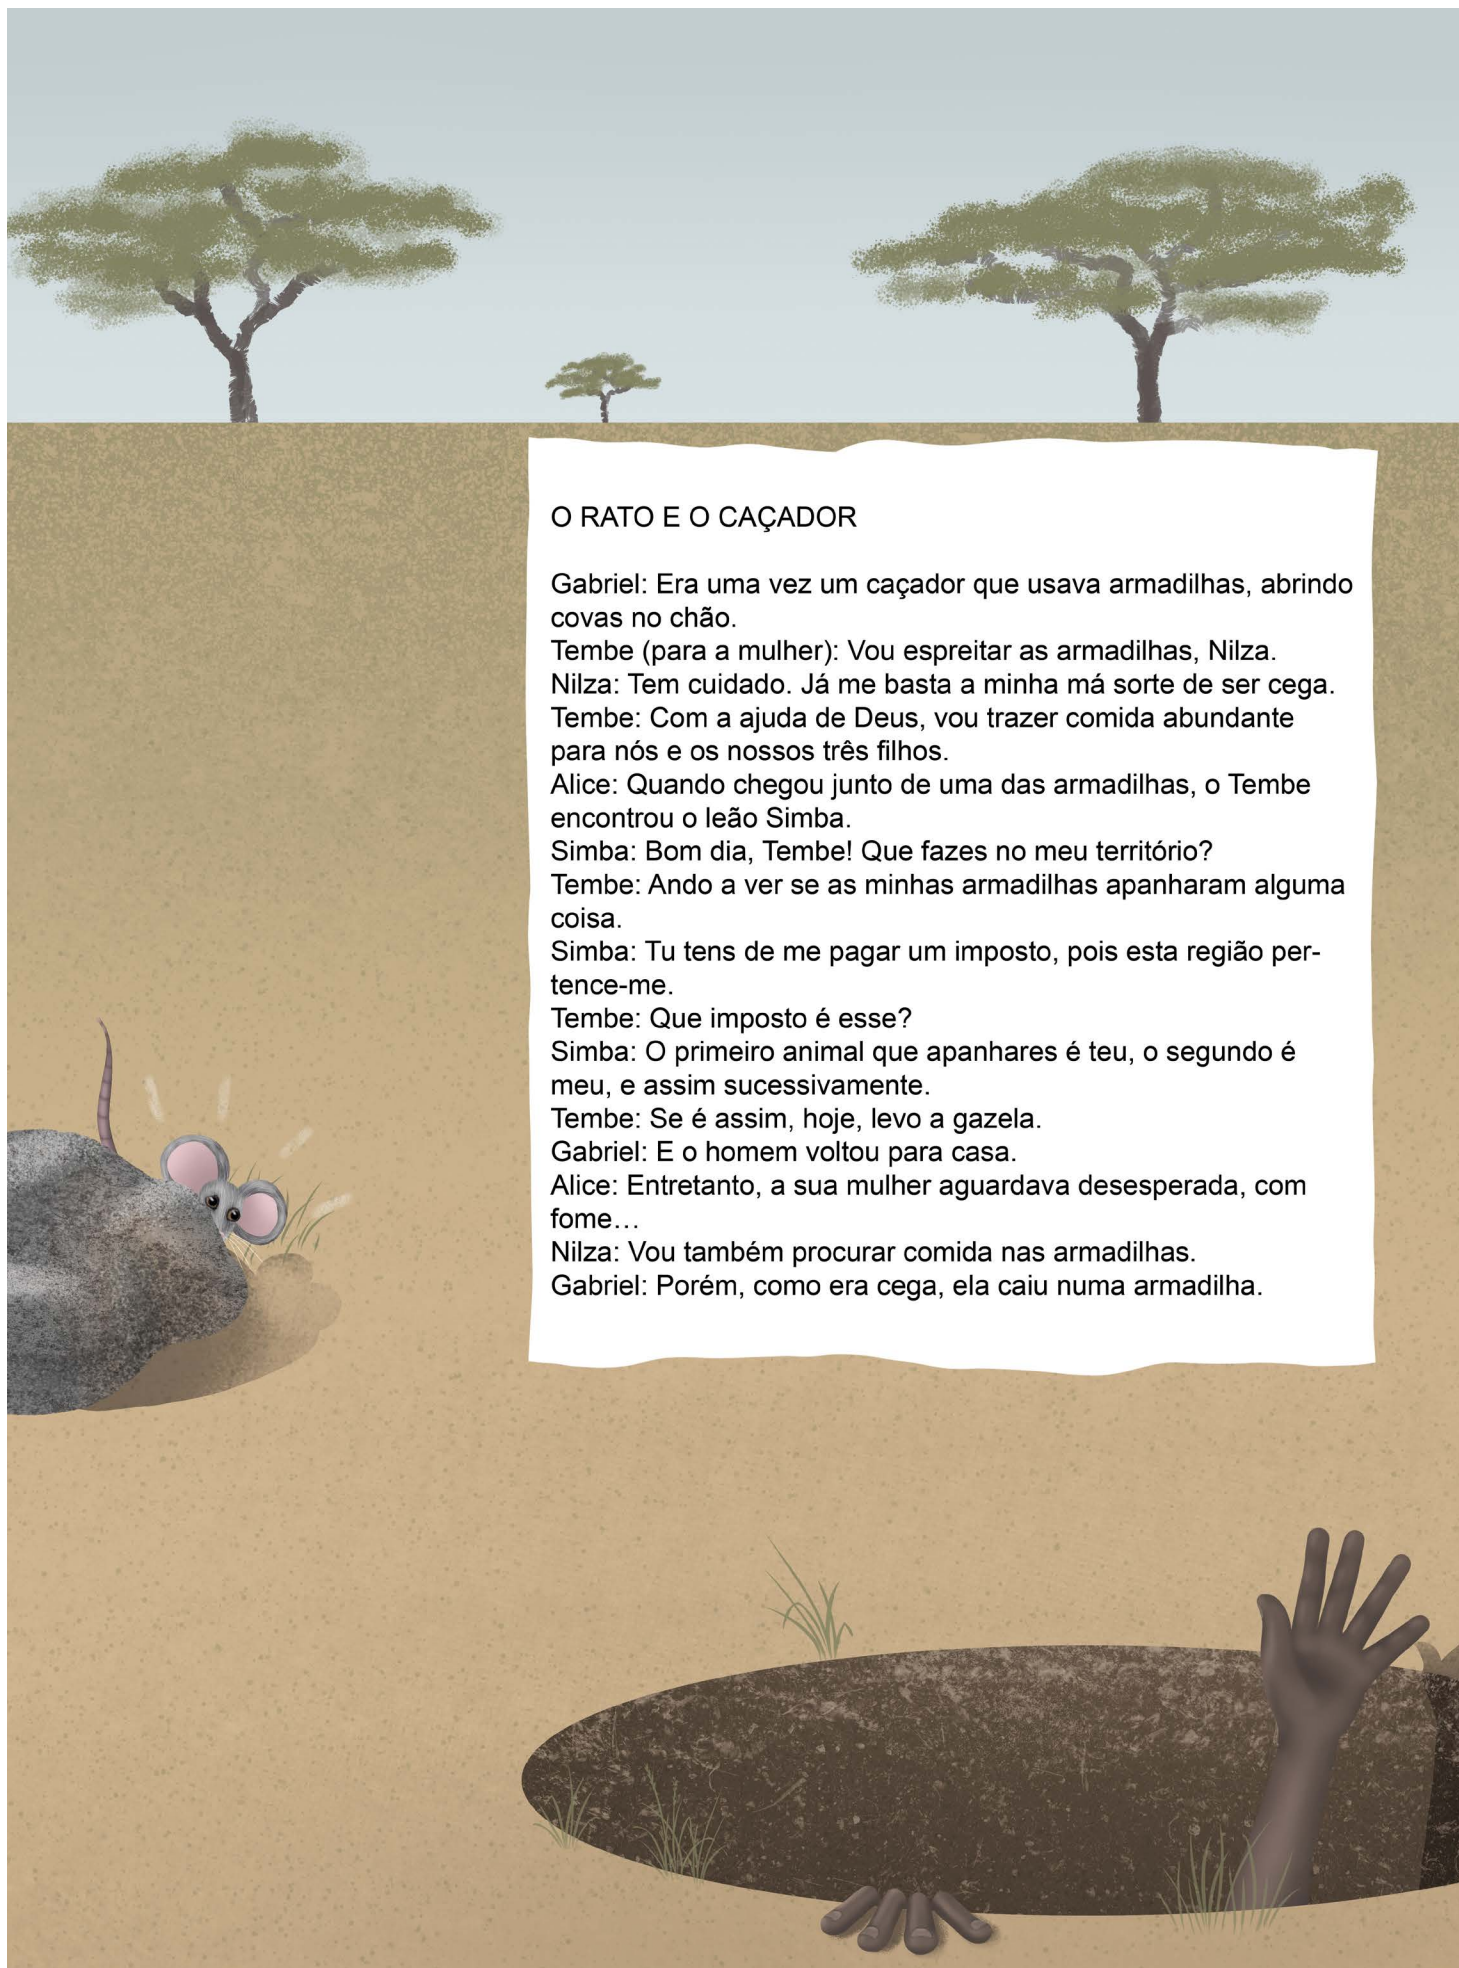 O RATO E O CAÇADOR
Gabriel: Era uma vez um caçador que usava armadilhas, abrindo
covas no chão.
Tembe (para a mulher): Vou espreitar as armadilhas, Nilza.
Nilza: Tem cuidado. Já me basta a minha má sorte de ser cega.
Tembe: Com a ajuda de Deus, vou trazer comida abundante
para nós e os nossos três filhos.
Alice: Quando chegou junto de uma das armadilhas, o Tembe
encontrou o leão Simba.
Simba: Bom dia, Tembe! Que fazes no meu território?
Tembe: Ando a ver se as minhas armadilhas apanharam alguma
coisa.
Simba: Tu tens de me pagar um imposto, pois esta região per-
tence-me.
Tembe: Que imposto é esse?
Simba: O primeiro animal que apanhares é teu, o segundo é
meu, e assim sucessivamente.
Tembe: Se é assim, hoje, levo a gazela.
Gabriel: E o homem voltou para casa.
Alice: Entretanto, a sua mulher aguardava desesperada, com
fome…
Nilza: Vou também procurar comida nas armadilhas.
Gabriel: Porém, como era cega, ela caiu numa armadilha.